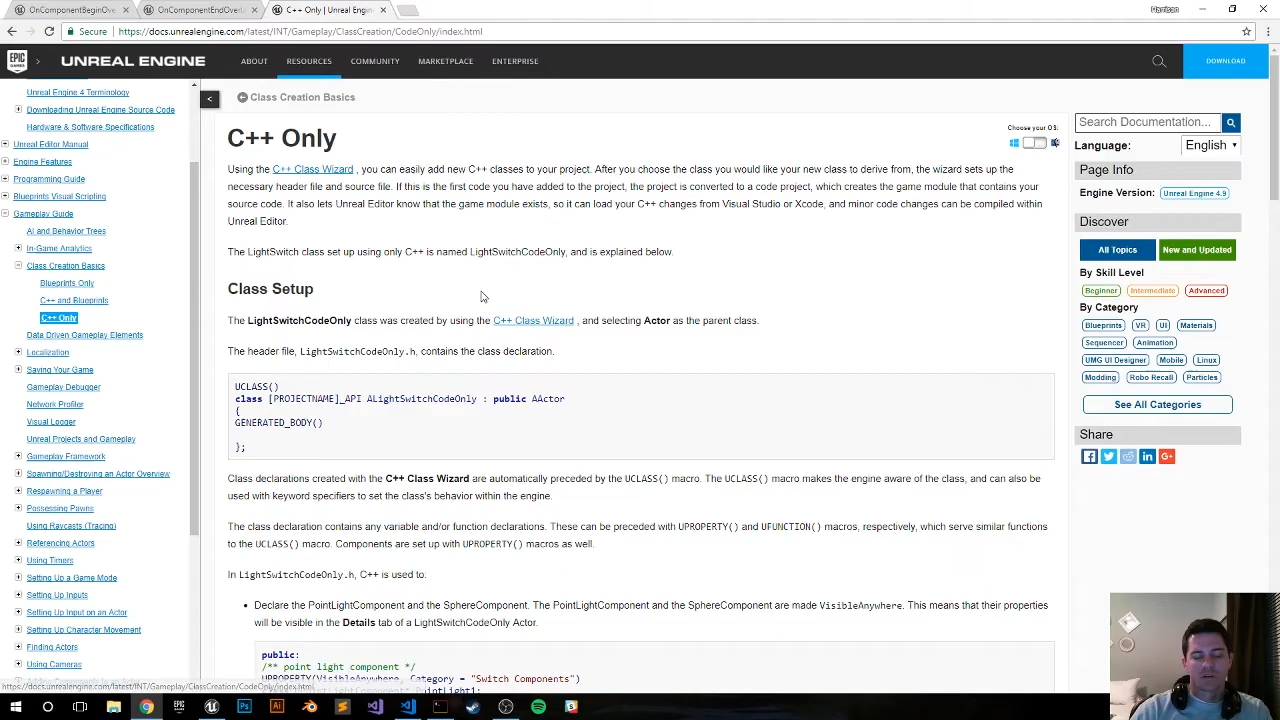 OnComponentBeginOv
OnComponentEndOverla
C++ Only | Unreal Engin
Harrison
Secure | https://docs.unrealengine.com/latest/INT/Gameplay/ClassCreation/CodeOnly/index.html
EPIC GAMES
UNREAL ENGINE
ABOUT
RESOURCES
COMMUNITY
MARKETPLACE
ENTERPRISE
DOWNLOAD
Unreal Engine 4 Terminology
Downloading Unreal Engine Source Code
Hardware & Software Specifications
Unreal Editor Manual
Engine Features
Programming Guide
Blueprints Visual Scripting
Gameplay Guide
AI and Behavior Trees
In-Game Analytics
Class Creation Basics
Blueprints Only
C++ and Blueprints
C++ Only
Data Driven Gameplay Elements
Localization
Saving Your Game
Gameplay Debugger
Network Profiler
Visual Logger
Unreal Projects and Gameplay
Gameplay Framework
Spawning/Destroying an Actor Overview
Respawning a Player
Possessing Pawns
Using Raycasts (Tracing)
Referencing Actors
Using Timers
Setting Up a Game Mode
Setting Up Inputs
Setting Up Input on an Actor
Setting Up Character Movement
Finding Actors
Using Cameras
https://docs.unrealengine.com/latest/INT/Gameplay/ClassCreation/CodeOnly/index.html
<
Class Creation Basics
C++ Only
Choose your OS:
Using the C++ Class Wizard , you can easily add new C++ classes to your project. After you choose the class you would like your new class to derive from, the wizard sets up the
necessary header file and source file. If this is the first code you have added to the project, the project is converted to a code project, which creates the game module that contains your
source code. It also lets Unreal Editor know that the game module exists, so it can load your C++ changes from Visual Studio or Xcode, and minor code changes can be compiled within
Unreal Editor.
The LightSwitch class set up using only C++ is named LightSwitchCodeOnly, and is explained below.
Class Setup
The LightSwitchCodeOnly class was created by using the C++ Class Wizard , and selecting Actor as the parent class.
The header file, LightSwitchCodeOnly.h, contains the class declaration.
UCLASS()
class [PROJECTNAME]_API ALightSwitchCodeOnly : public AActor
{
GENERATED_BODY()
};
Class declarations created with the C++ Class Wizard are automatically preceded by the UCLASS() macro. The UCLASS() macro makes the engine aware of the class, and can also be
used with keyword specifiers to set the class's behavior within the engine.
The class declaration contains any variable and/or function declarations. These can be preceded with UPROPERTY() and UFUNCTION() macros, respectively, which serve similar functions
to the UCLASS() macro. Components are set up with UPROPERTY() macros as well.
In LightSwitchCodeOnly.h, C++ is used to:
• Declare the PointLightComponent and the SphereComponent. The PointLightComponent and the SphereComponent are made VisibleAnywhere. This means that their properties
will be visible in the Details tab of a LightSwitchCodeOnly Actor.
public:
/** point light component */
UPROPERTY(VisibleAnywhere, Category = "Switch Components")
Search Documentation...
Language: English
Page Info
Engine Version: Unreal Engine 4.9
Discover
All Topics
New and Updated
By Skill Level
Beginner Intermediate Advanced
By Category
Blueprints VR UI Materials
Sequencer Animation
UMG UI Designer Mobile Linux
Modding Robo Recall Particles
See All Categories
Share